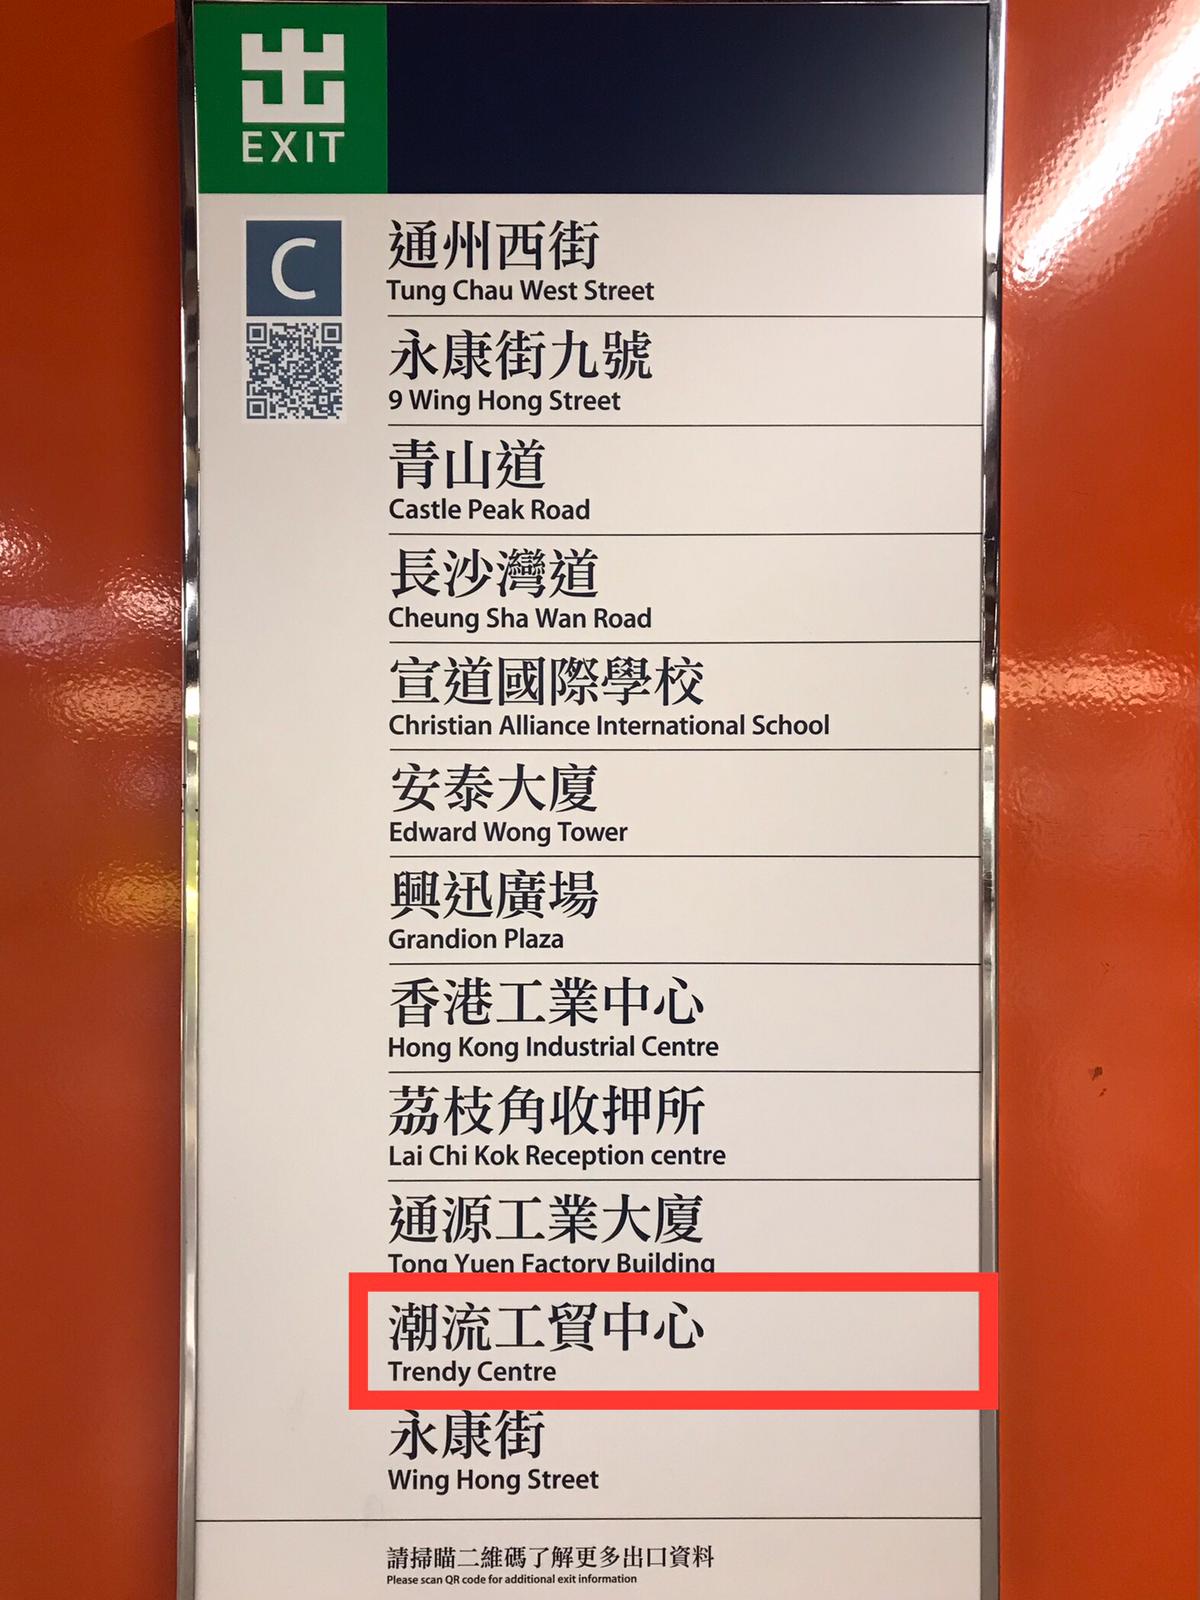 出
EXIT
C
通州西街
Tung Chau West Street
永康街九號
9 Wing Hong Street
青山道
Castle Peak Road
長沙灣道
Cheung Sha Wan Road
宣道國際學校
Christian Alliance International School
安泰大廈
Edward Wong Tower
興迅廣場
Grandion Plaza
香港工業中心
Hong Kong Industrial Centre
荔枝角收押所
Lai Chi Kok Reception centre
通源工業大廈
Tong Yuen Factory Building
潮流工貿中心
Trendy Centre
永康街
Wing Hong Street
請掃瞄二維碼了解更多出口資料
Please scan QR code for additional exit information